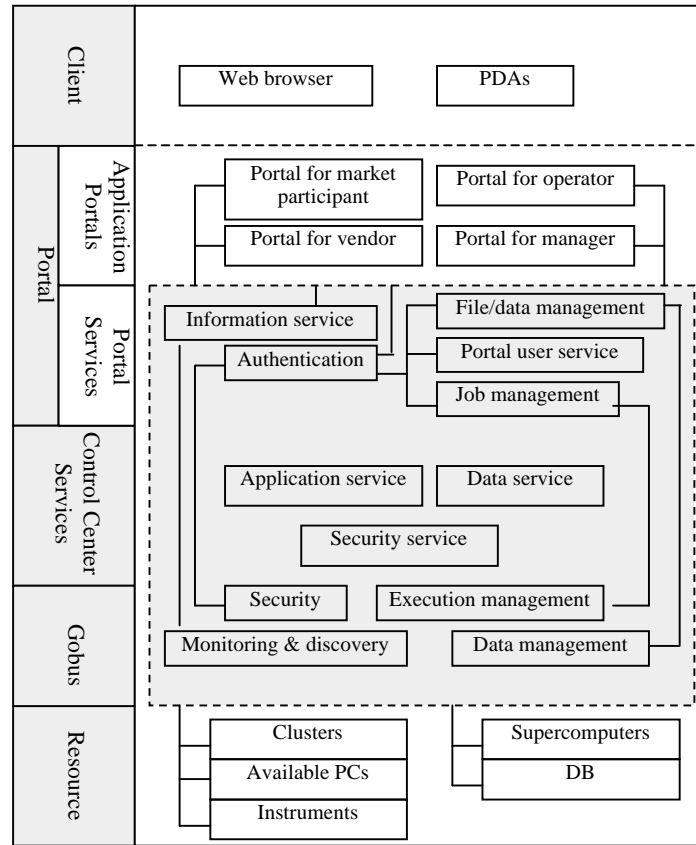 Client
Web browser
PDAs
Portal
Application
Portals
Portal for market
participant
Portal for operator
Portal for vendor
Portal for manager
Portal
Services
Information service
File/data management
Authentication
Portal user service
Job management
Control Center
Services
Application service
Data service
Security service
Gobus
Security
Execution management
Monitoring & discovery
Data management
Resource
Clusters
Supercomputers
Available PCs
DB
Instruments